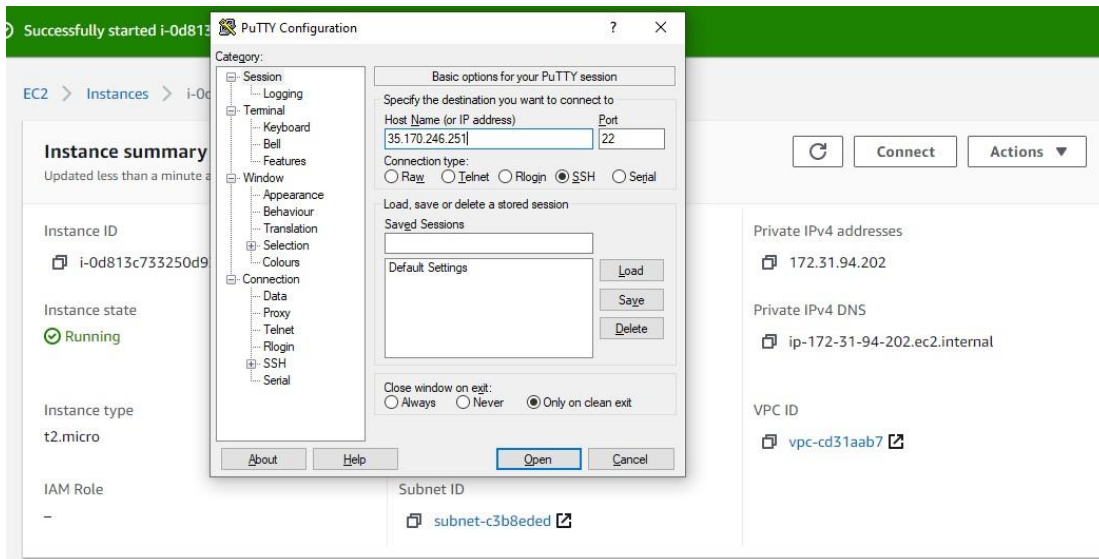 Successfully started i-0d813
EC2 > Instances > i-0d
Instance summary
Updated less than a minute a
Connect
Actions
Instance ID
i-0d813c733250d9
Instance state
Running
Instance type
t2.micro
IAM Role
–
Subnet ID
subnet-c3b8eded
Private IPv4 addresses
172.31.94.202
Private IPv4 DNS
ip-172-31-94-202.ec2.internal
VPC ID
vpc-cd31aab7
PuTTY Configuration ? X
Category:
Session
Logging
Terminal
Keyboard
Bell
Features
Window
Appearance
Behaviour
Translation
Selection
Colours
Connection
Data
Proxy
Telnet
Rlogin
SSH
Serial
Basic options for your PuTTY session
Specify the destination you want to connect to
Host Name (or IP address) Port
35.170.246.251 22
Connection type:
Raw Telnet Rlogin SSH Serial
Load, save or delete a stored session
Saved Sessions
Default Settings
Load
Save
Delete
Close window on exit:
Always Never Only on clean exit
About Help Open Cancel